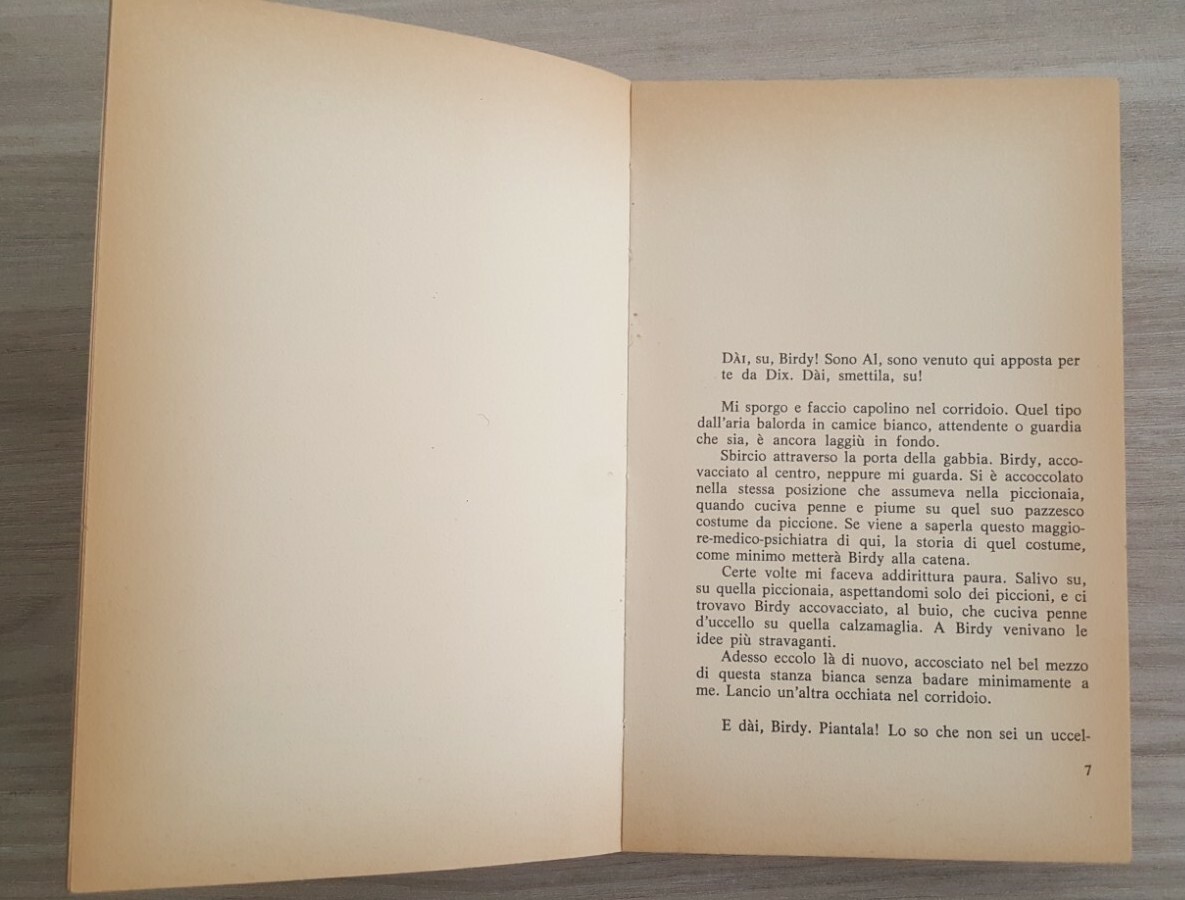 DÀI, su, Birdy! Sono Al, sono venuto qui apposta per
te da Dix. Dài, smettila, su!
Mi sporgo e faccio capolino nel corridoio. Quel tipo
dall'aria balorda in camice bianco, attendente o guardia
che sia, è ancora laggiù in fondo.
Sbircio attraverso la porta della gabbia. Birdy, acco-
vacciato al centro, neppure mi guarda. Si è accoccolato
nella stessa posizione che assumeva nella piccionaia,
quando cuciva penne e piume su quel suo pazzesco
costume da piccione. Se viene a saperla questo maggio-
re-medico-psichiatra di qui, la storia di quel costume,
come minimo metterà Birdy alla catena.
Certe volte mi faceva addirittura paura. Salivo su,
su quella piccionaia, aspettandomi solo dei piccioni, e ci
trovavo Birdy accovacciato, al buio, che cuciva penne
d'uccello su quella calzamaglia. A Birdy venivano le
idee più stravaganti.
Adesso eccolo là di nuovo, accosciato nel bel mezzo
di questa stanza bianca senza badare minimamente a
me. Lancio un'altra occhiata nel corridoio.
E dài, Birdy. Piantala! Lo so che non sei un uccel-
7